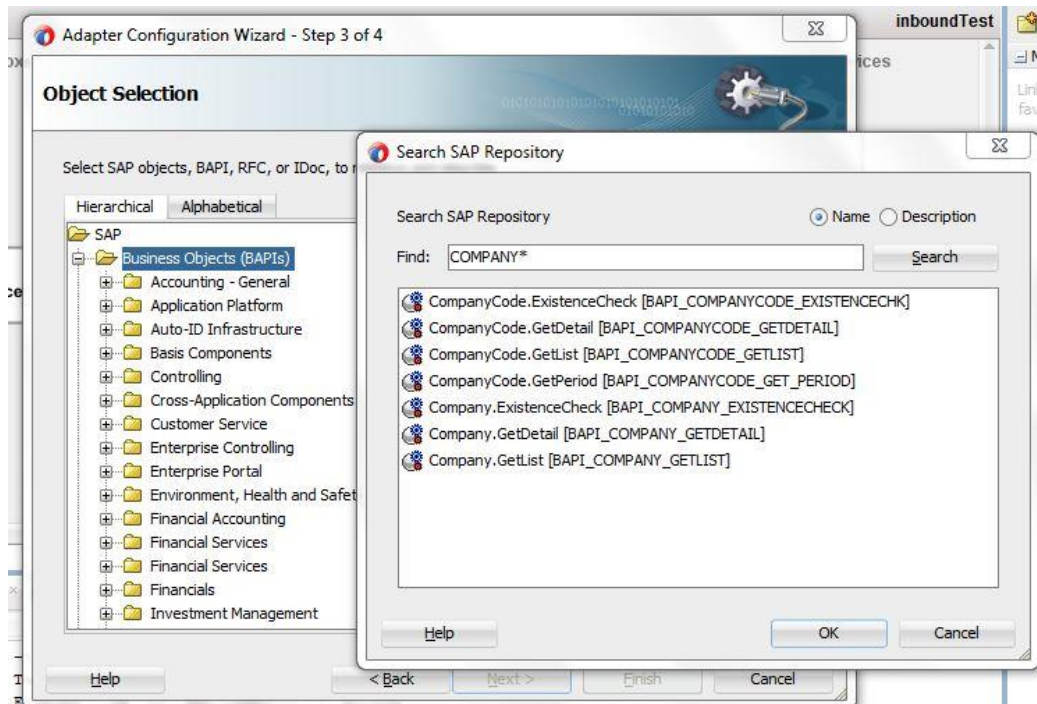 inboundTest
Adapter Configuration Wizard - Step 3 of 4
ices
Object Selection
Select SAP objects, BAPI, RFC, or IDoc, to
Hierarchical Alphabetical
SAP
Business Objects (BAPIs)
Accounting - General
Application Platform
Auto-ID Infrastructure
Basis Components
Controlling
Cross-Application Components
Customer Service
Enterprise Controlling
Enterprise Portal
Environment, Health and Safet
Financial Accounting
Financial Services
Financial Services
Financials
Investment Management
Help < Back Next > Finish Cancel
Search SAP Repository
Search SAP Repository Name Description
Find: COMPANY* Search
CompanyCode.ExistenceCheck [BAPI_COMPANYCODE_EXISTENCECHK]
CompanyCode.GetDetail [BAPI_COMPANYCODE_GETDETAIL]
CompanyCode.GetList [BAPI_COMPANYCODE_GETLIST]
CompanyCode.GetPeriod [BAPI_COMPANYCODE_GET_PERIOD]
Company.ExistenceCheck [BAPI_COMPANY_EXISTENCECHECK]
Company.GetDetail [BAPI_COMPANY_GETDETAIL]
Company.GetList [BAPI_COMPANY_GETLIST]
Help OK Cancel